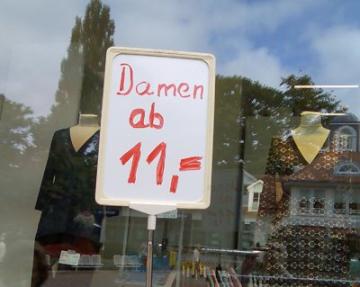 Damen
ab
11,=